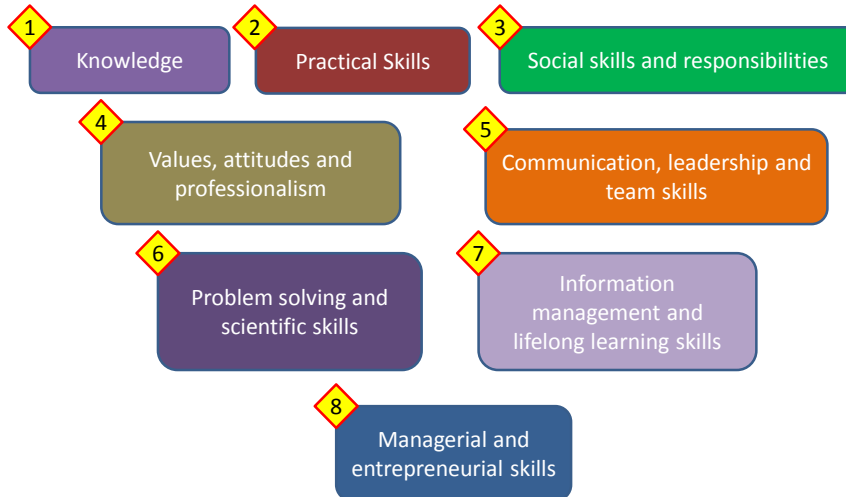 1
Knowledge
2
Practical Skills
3
Social skills and responsibilities
4
Values, attitudes and
professionalism
5
Communication, leadership and
team skills
6
Problem solving and
scientific skills
7
Information
management and
lifelong learning skills
8
Managerial and
entrepreneurial skills